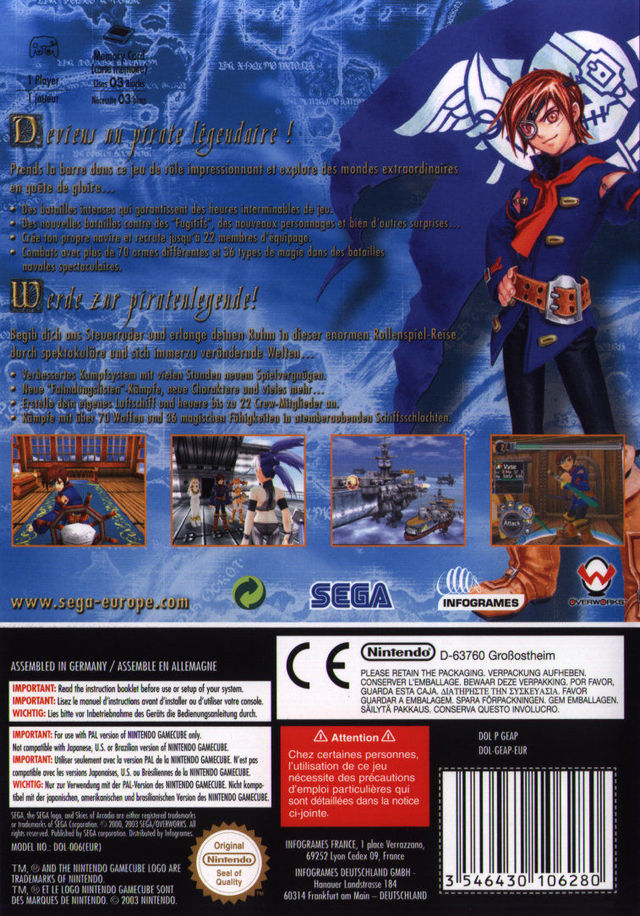 1 Player
1 Joueur
Memory Card
(carte mémoire)
Uses 03 Blocks
Nécessite 03 blocs
Deviens un pirate légendaire !
Prends la barre dans ce jeu de rôle impressionnant et explore des mondes extraordinaires
en quête de gloire...
• Des batailles intenses qui garantissent des heures interminables de jeu.
• Des nouvelles batailles contre des "Fugitifs", des nouveaux personnages et bien d'autres surprises...
• Crée ton propre navire et recrute jusqu'à 22 membres d'équipage.
• Combats avec plus de 70 armes différentes et 36 types de magie dans des batailles
navales spectaculaires.
Werde zur piratenlegende!
Begib dich ans Steuerruder und erlange deinen Ruhm in dieser enormen Rollenspiel-Reise
durch spektakuläre und sich immerzu verändernde Welten...
• Verbessertes Kampfsystem mit vielen Stunden neuem Spielvergnügen.
• Neue "Fahndungslisten"-Kämpfe, neue Charaktere und vieles mehr...
• Erstelle dein eigenes Luftschiff und heuere bis zu 22 Crew-Mitglieder an.
• Kämpfe mit über 70 Waffen und 36 magischen Fähigkeiten in atemberaubenden Schiffsschlachten.
Vyse
Attack
www.sega-europe.com
SEGA
INFOGRAMES
OVERWORKS
ASSEMBLED IN GERMANY / ASSEMBLE EN ALLEMAGNE
IMPORTANT: Read the instruction booklet before use or setup of your system.
IMPORTANT: Lisez le manuel d'instructions avant d'installer ou d'utiliser votre console.
WICHTIG: Lies bitte vor Inbetriebnahme des Geräts die Bedienungsanleitung durch.
IMPORTANT: For use with PAL version of NINTENDO GAMECUBE only.
Not compatible with Japanese, U.S. or Brazilian version of NINTENDO GAMECUBE.
IMPORTANT: Utiliser seulement avec la version PAL de la NINTENDO GAMECUBE. N'est pas
compatible avec les versions Japonaises, U.S. ou Brésiliennes de la NINTENDO GAMECUBE.
WICHTIG: Nur zur Verwendung mit der PAL-Version des NINTENDO GAMECUBE. Nicht kompa-
tibel mit der japanischen, amerikanischen und brasilianischen Version des NINTENDO GAMECUBE.
SEGA, the SEGA logo, and Skies of Arcadia are either registered trademarks
or trademarks of SEGA Corporation. © 2000, 2003 SEGA/OVERWORKS. All
rights reserved. Published by SEGA corporation. Distributed by Infogrames.
MODEL NO.: DOL-006(EUR)
TM, ® AND THE NINTENDO GAMECUBE LOGO ARE
TRADEMARKS OF NINTENDO.
TM, ® ET LE LOGO NINTENDO GAMECUBE SONT
DES MARQUES DE NINTENDO. © 2003 NINTENDO.
Original
Nintendo
Seal of
Quality
CE
Nintendo D-63760 Großostheim
PLEASE RETAIN THE PACKAGING. VERPACKUNG AUFHEBEN.
CONSERVER L'EMBALLAGE. BEWAAR DEZE VERPAKKING. POR FAVOR,
GUARDA ESTA CAJA. ΔΙΑΤΗΡΗΣΤΕ ΤΗΝ ΣΥΣΚΕΥΑΣΙΑ. FAVOR
GUARDAR A EMBALAGEM. SPARA FÖRPACKNINGEN. GEM EMBALLAGEN.
SÄILYTÄ PAKKAUS. CONSERVA QUESTO INVOLUCRO.
Attention
Chez certaines personnes,
l'utilisation de ce jeu
nécessite des précautions
d'emploi particulières qui
sont détaillées dans la notice
ci-jointe.
INFOGRAMES FRANCE, 1 place Verrazzano,
69252 Lyon Cedex 09, France
INFOGRAMES DEUTSCHLAND GMBH -
Hanauer Landstrasse 184
60314 Frankfurt am Main – DEUTSCHLAND
DOL P GEAP
DOL-GEAP-EUR
3 546430 106280